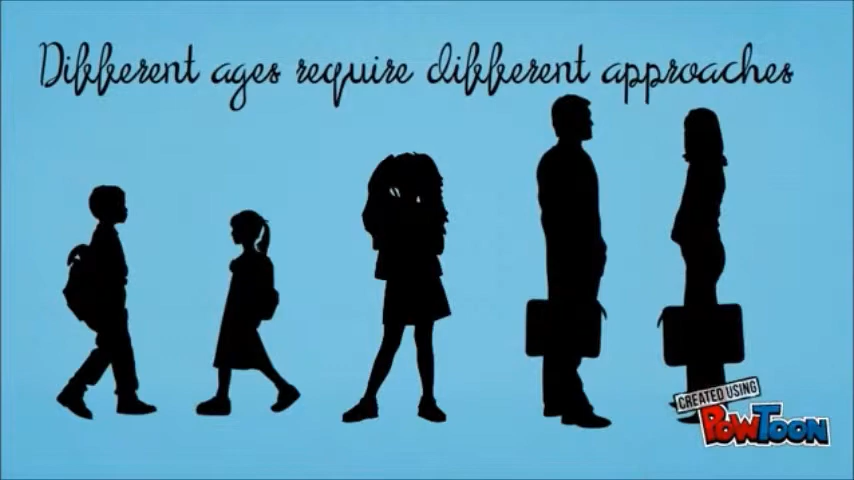 Different ages require different approaches
CREATED USING
POWTOON